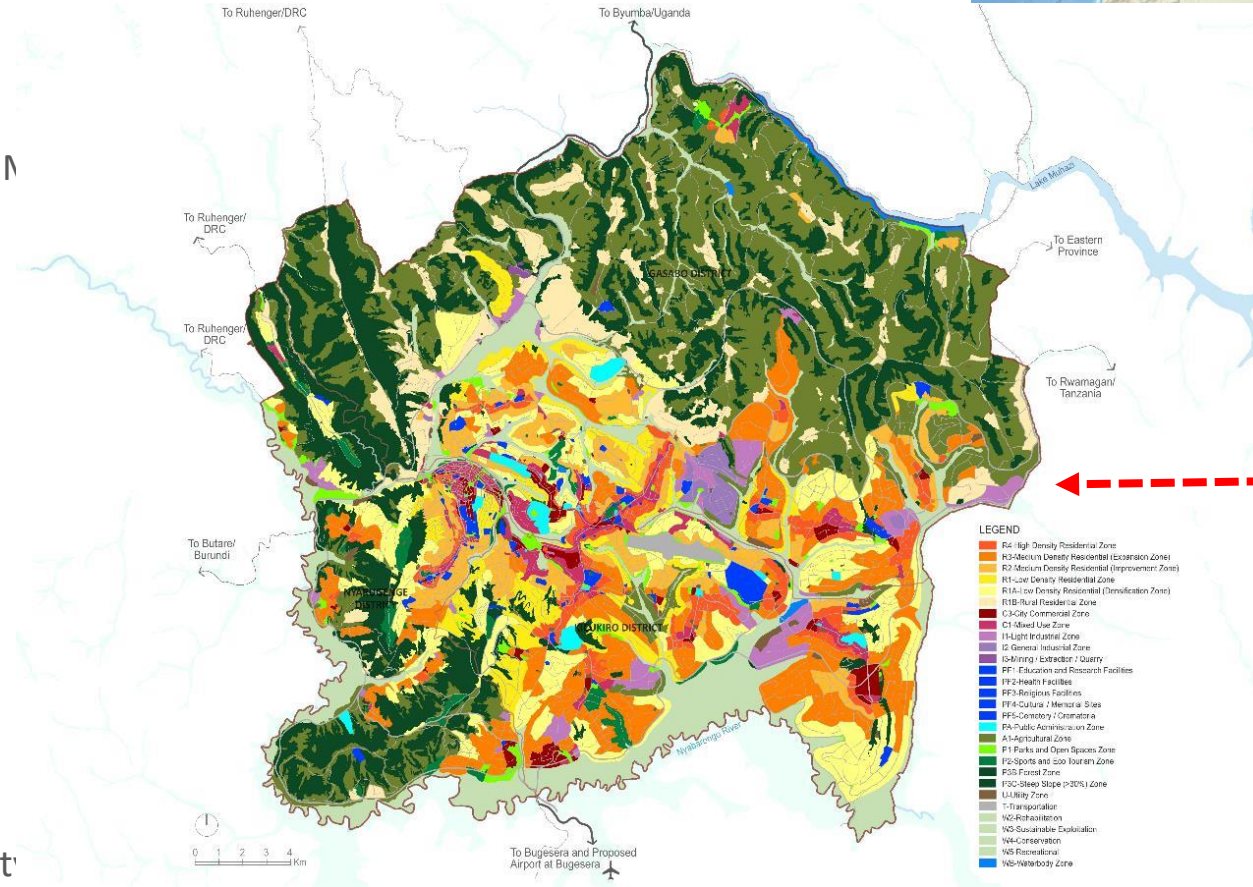 To Ruhenger/DRC
To Byumba/Uganda
Lake Muhazi
To Ruhenger/
DRC
To Eastern
Province
GASABO DISTRICT
To Ruhenger/
DRC
To Rwamagan/
Tanzania
To Butare/
Burundi
NYARUGENGE
DISTRICT
KICUKIRO DISTRICT
Nyabarongo River
LEGEND
R4-High Density Residential Zone
R3-Medium Density Residential (Expansion Zone)
R2-Medium Density Residential (Improvement Zone)
R1-Low Density Residential Zone
R1A-Low Density Residential (Densification Zone)
R1B-Rural Residential Zone
C3-City Commercial Zone
C1-Mixed Use Zone
I1-Light Industrial Zone
I2-General Industrial Zone
I3-Mining / Extraction / Quarry
PF1-Education and Research Facilities
PF2-Health Facilities
PF3-Religious Facilities
PF4-Cultural / Memorial Sites
PF5-Cemetery / Crematoria
PA-Public Administration Zone
A1-Agricultural Zone
P1-Parks and Open Spaces Zone
P2-Sports and Eco Tourism Zone
P3B-Forest Zone
P3C-Steep Slope (>30%) Zone
U-Utility Zone
T-Transportation
W2-Rehabilitation
W3-Sustainable Exploitation
W4-Conservation
W5-Recreational
WB-Waterbody Zone
0 1 2 3 4
Km
To Bugesera and Proposed
Airport at Bugesera